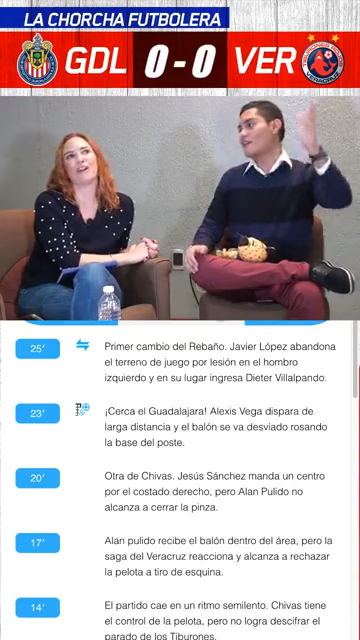 LA CHORCHA FUTBOLERA
GDL 0-0 VER
25'
Primer cambio del Rebaño. Javier López abandona
el terreno de juego por lesión en el hombro
izquierdo y en su lugar ingresa Dieter Villalpando.
23'
¡Cerca el Guadalajara! Alexis Vega dispara de
larga distancia y el balón se va desviado rosando
la base del poste.
20'
Otra de Chivas. Jesús Sánchez manda un centro
por el costado derecho, pero Alan Pulido no
alcanza a cerrar la pinza.
17'
Alan pulido recibe el balón dentro del área, pero la
saga del Veracruz reacciona y alcanza a rechazar
la pelota a tiro de esquina.
14'
El partido cae en un ritmo semilento. Chivas tiene
el control de la pelota, pero no logra descifrar el
parado de los Tiburones.